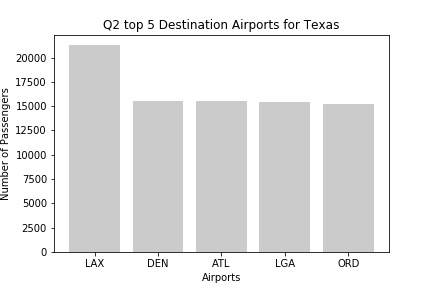 Q2 top 5 Destination Airports for Texas
Number of Passengers
20000
17500
15000
12500
10000
7500
5000
2500
0
LAX DEN ATL LGA ORD
Airports